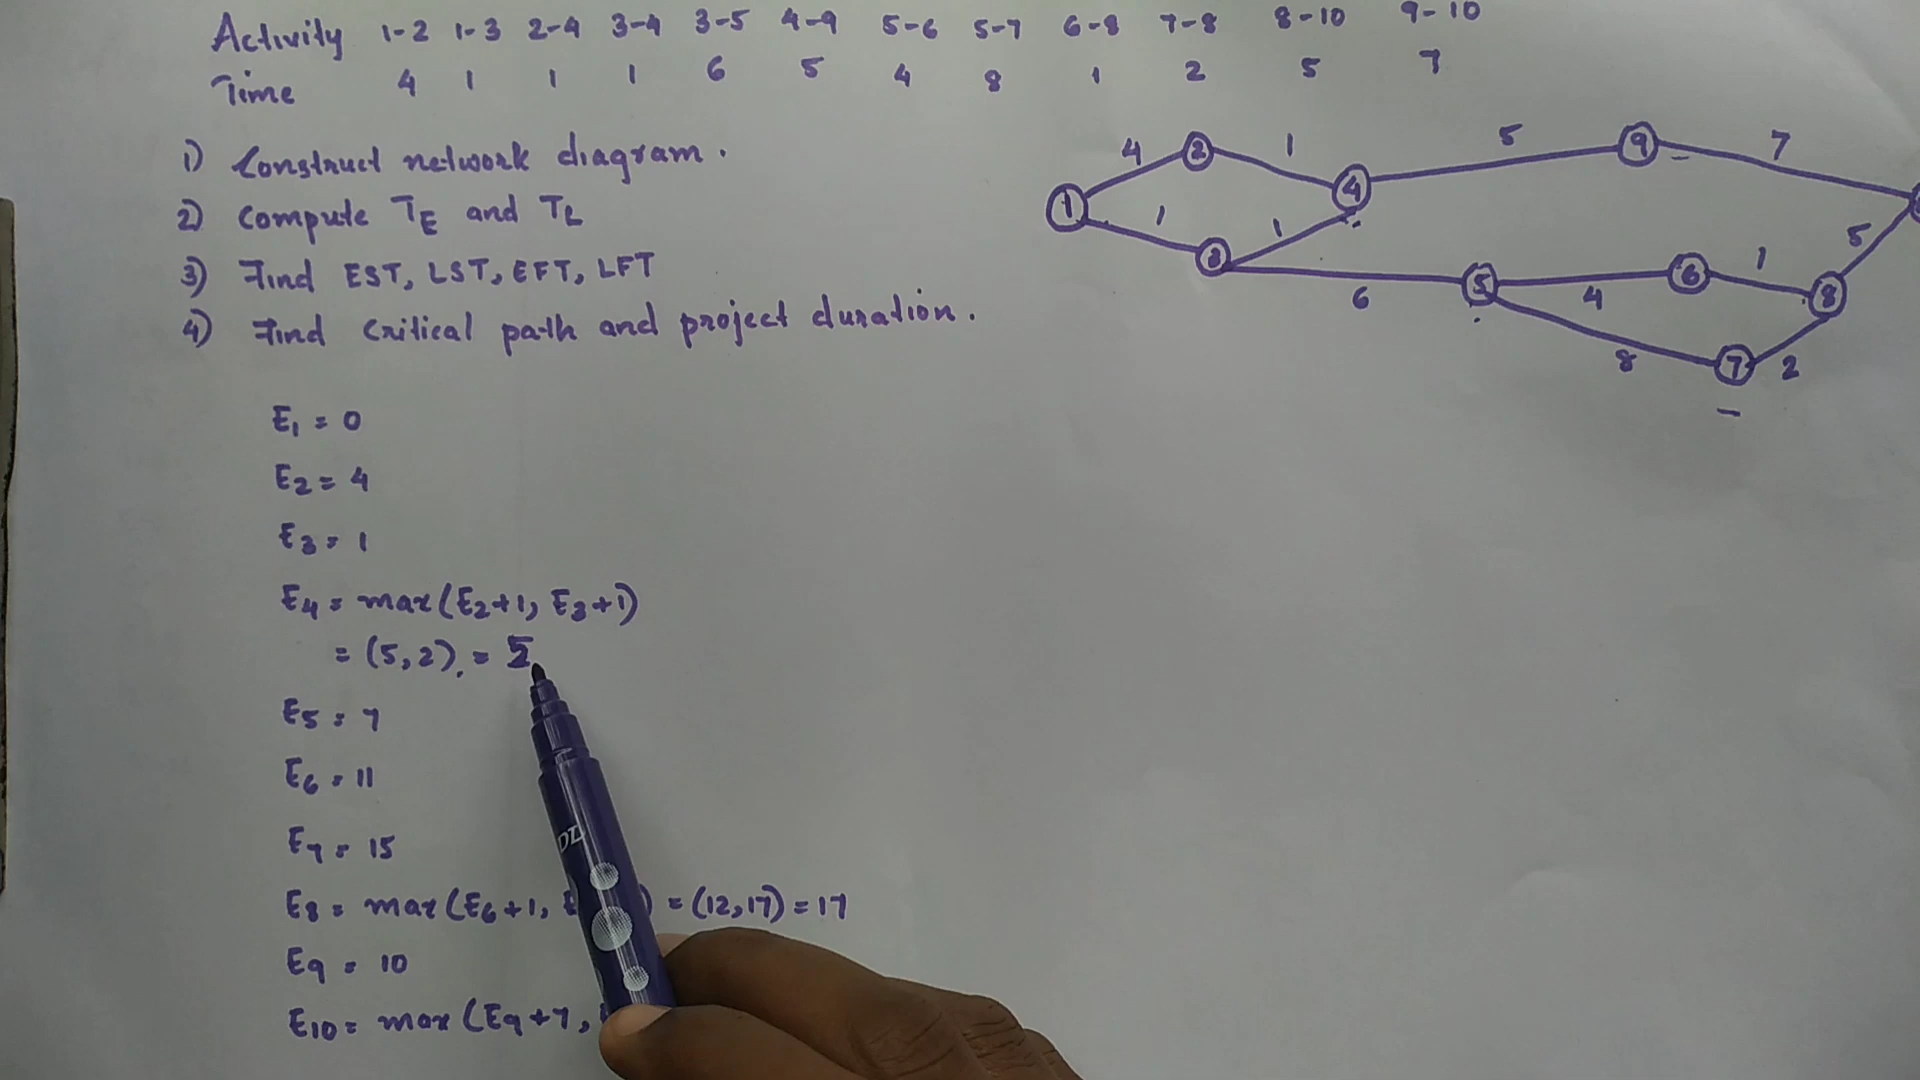 Activity 1-2 1-3 2-4 3-4 3-5 4-9 5-6 5-7 6-8 7-8 8-10 9-10
Time 4 1 1 1 6 5 4 8 1 2 5 7
1) Construct network diagram.
2) Compute TE and TL
3) Find EST, LST, EFT, LFT
4) Find Critical path and project duration.
4 2 1 5 9 7
1 4
1 1 5
3 5 6 1 8
6 4
8 7 2
E1 = 0
E2 = 4
E3 = 1
E4 = max(E2+1, E3+1)
= (5,2) = 5
E5 = 7
E6 = 11
E7 = 15
E8 = max(E6+1, ) = (12,17) = 17
E9 = 10
E10 = max(E9+7,
DL